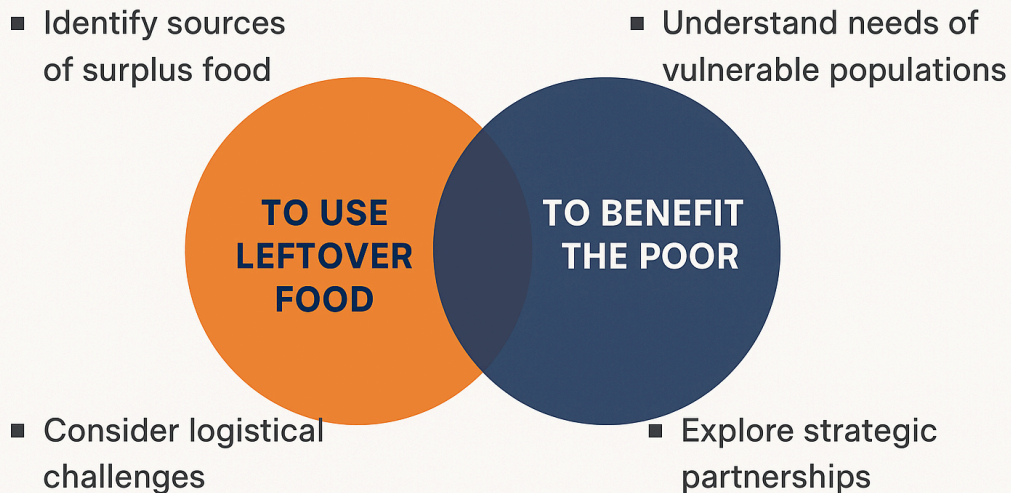 Identify sources
of surplus food
Understand needs of
vulnerable populations
TO USE
LEFTOVER
FOOD
TO BENEFIT
THE POOR
Consider logistical
challenges
Explore strategic
partnerships